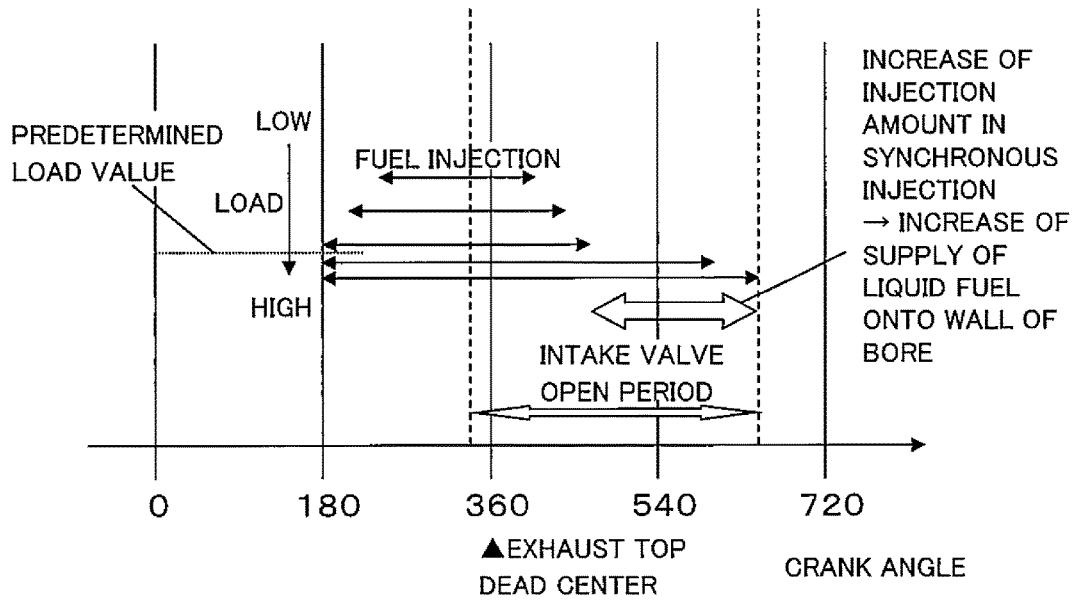 PREDETERMINED
LOAD VALUE
LOW
LOAD
HIGH
FUEL INJECTION
INTAKE VALVE
OPEN PERIOD
INCREASE OF
INJECTION
AMOUNT IN
SYNCHRONOUS
INJECTION
→ INCREASE OF
SUPPLY OF
LIQUID FUEL
ONTO WALL OF
BORE
0 180 360 540 720
▲EXHAUST TOP
DEAD CENTER
CRANK ANGLE